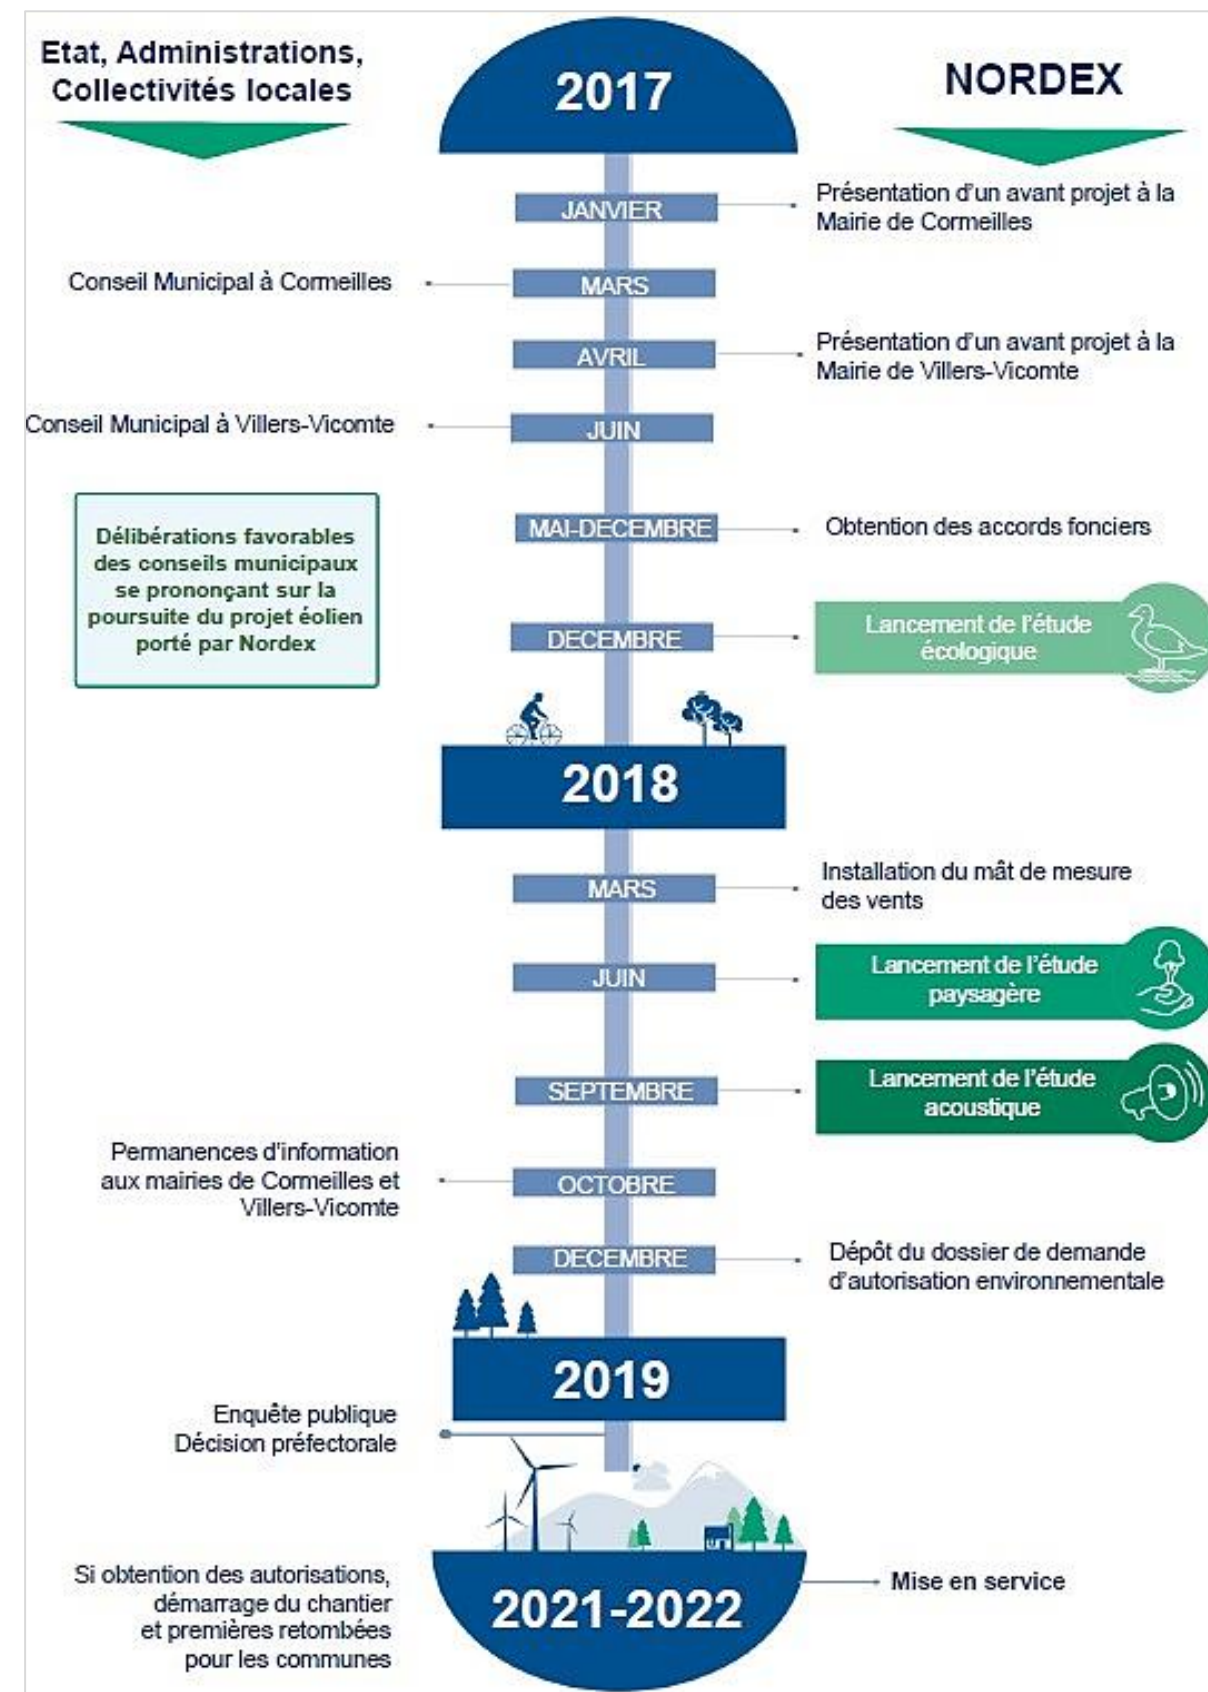 Etat, Administrations,
Collectivités locales
NORDEX
2017
JANVIER
Présentation d'un avant projet à la
Mairie de Cormeilles
Conseil Municipal à Cormeilles
MARS
AVRIL
Présentation d'un avant projet à la
Mairie de Villers-Vicomte
Conseil Municipal à Villers-Vicomte
JUIN
Délibérations favorables
des conseils municipaux
se prononçant sur la
poursuite du projet éolien
porté par Nordex
MAI-DECEMBRE
Obtention des accords fonciers
DECEMBRE
Lancement de l'étude
écologique
2018
MARS
Installation du mât de mesure
des vents
JUIN
Lancement de l'étude
paysagère
SEPTEMBRE
Lancement de l'étude
acoustique
Permanences d'information
aux mairies de Cormeilles et
Villers-Vicomte
OCTOBRE
DECEMBRE
Dépôt du dossier de demande
d'autorisation environnementale
2019
Enquête publique
Décision préfectorale
Si obtention des autorisations,
démarrage du chantier
et premières retombées
pour les communes
2021-2022
Mise en service